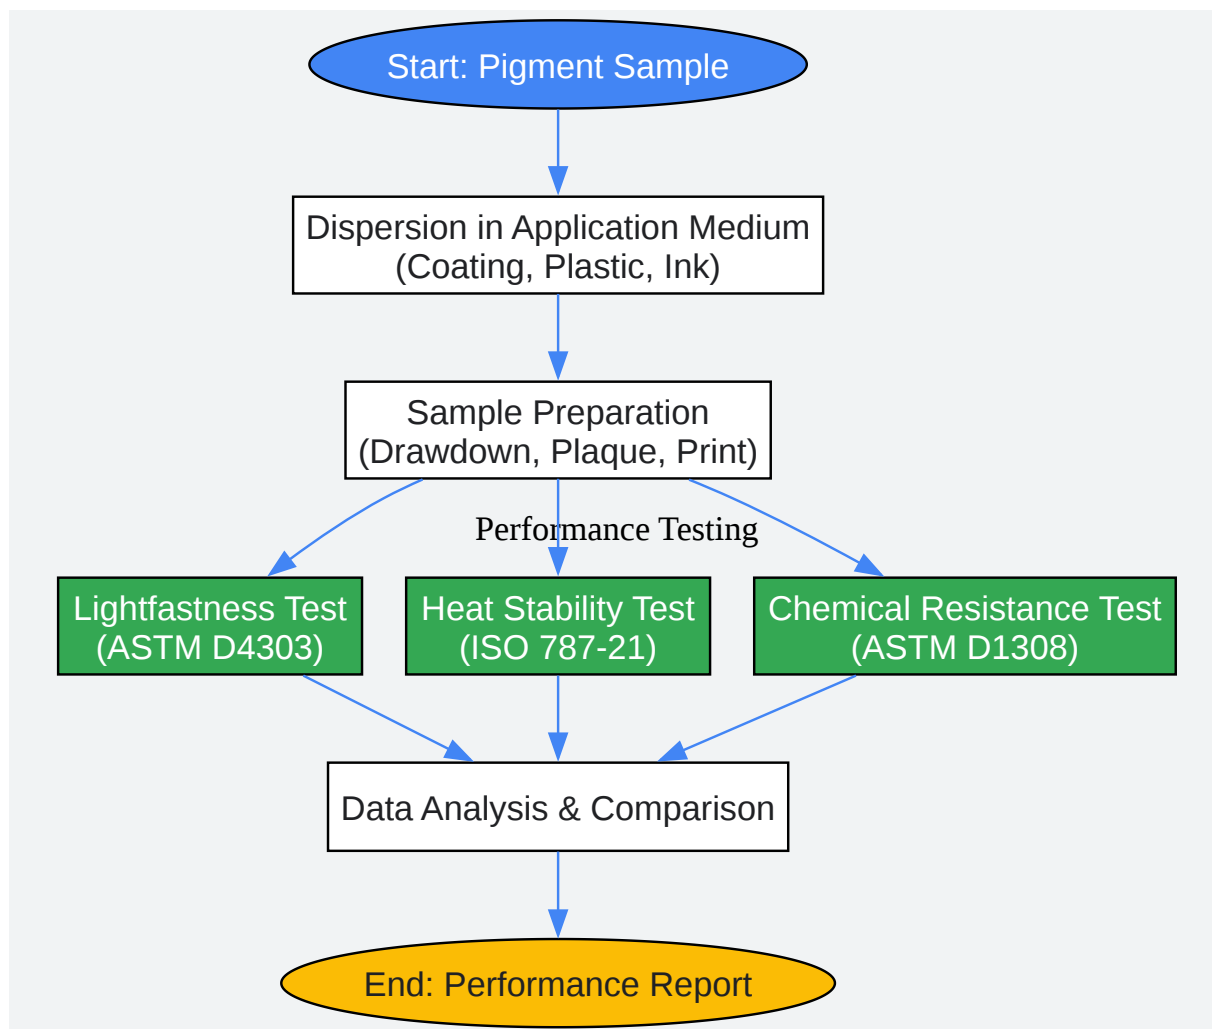 Start: Pigment Sample
Dispersion in Application Medium
(Coating, Plastic, Ink)
Sample Preparation
(Drawdown, Plaque, Print)
Performance Testing
Lightfastness Test
(ASTM D4303)
Heat Stability Test
(ISO 787-21)
Chemical Resistance Test
(ASTM D1308)
Data Analysis & Comparison
End: Performance Report